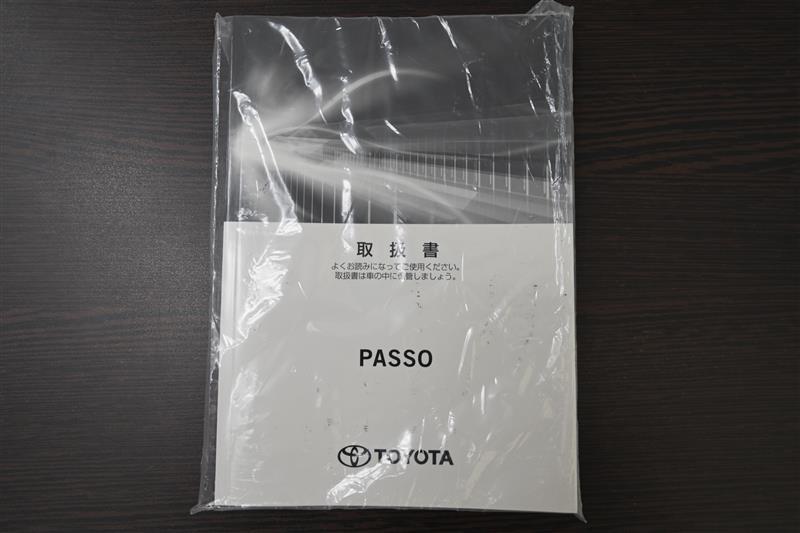 取扱書
よくお読みになってご使用ください。
取扱書は車の中に保管しましょう。
PASSO
TOYOTA